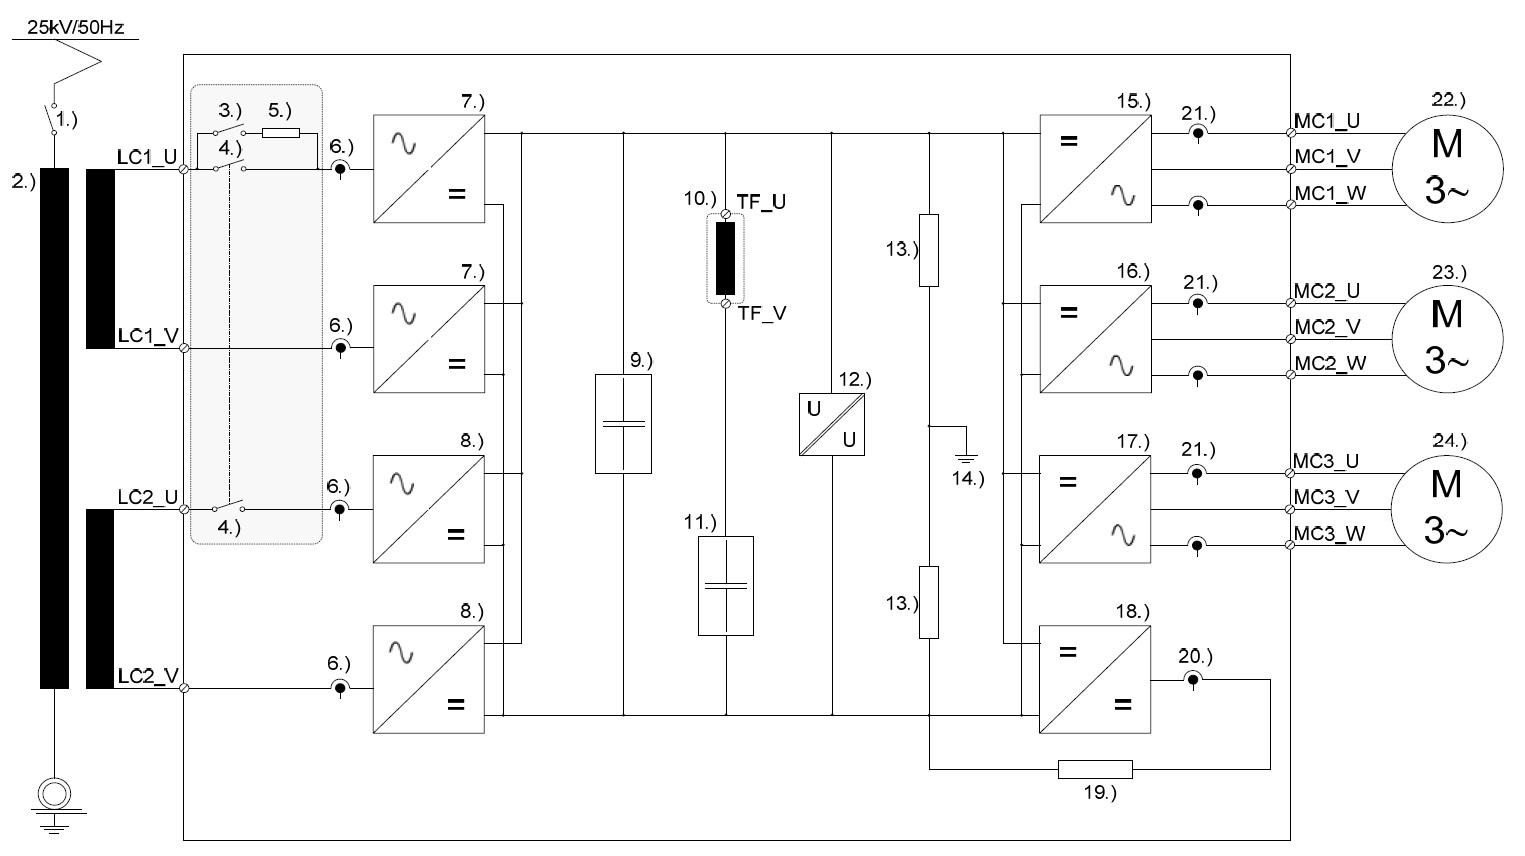 25kV/50Hz
1.)
2.)
3.)
5.)
4.)
LC1_U
6.)
7.)
LC1_V
6.)
7.)
LC2_U
4.)
6.)
8.)
LC2_V
6.)
8.)
9.)
10.)
TF_U
TF_V
11.)
12.)
U
U
13.)
14.)
13.)
15.)
21.)
MC1_U
MC1_V
MC1_W
22.)
M
3~
16.)
21.)
MC2_U
MC2_V
MC2_W
23.)
M
3~
17.)
21.)
MC3_U
MC3_V
MC3_W
24.)
M
3~
18.)
20.)
19.)